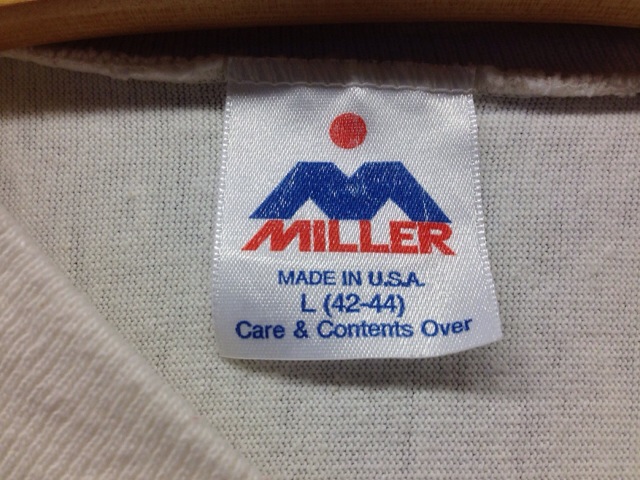 MILLER
MADE IN U.S.A.
L (42-44)
Care & Contents Over